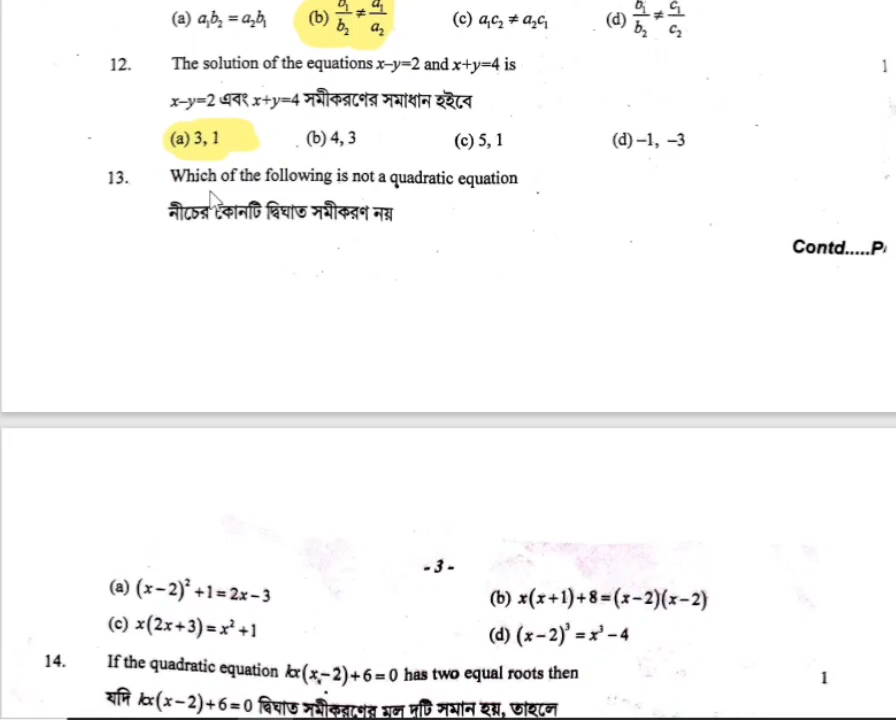 (a) a₁b₂ = a₂b₁ (b) b₁/b₂ ≠ a₁/a₂ (c) a₁c₂ ≠ a₂c₁ (d) b₁/b₂ ≠ c₁/c₂
12. The solution of the equations x–y=2 and x+y=4 is 1
x–y=2 এবং x+y=4 সমীকরণের সমাধান হইবে
(a) 3, 1 (b) 4, 3 (c) 5, 1 (d) –1, –3
13. Which of the following is not a quadratic equation
নীচের কোনটি দ্বিঘাত সমীকরণ নয়
Contd.....P
- 3 -
(a) (x−2)² +1 = 2x−3 (b) x(x+1)+8=(x−2)(x−2)
(c) x(2x+3)=x²+1 (d) (x−2)³ = x³−4
14. If the quadratic equation kx(x−2)+6=0 has two equal roots then 1
যদি kx(x−2)+6=0 দ্বিঘাত সমীকরণের মূল দুটি সমান হয়, তাহলে